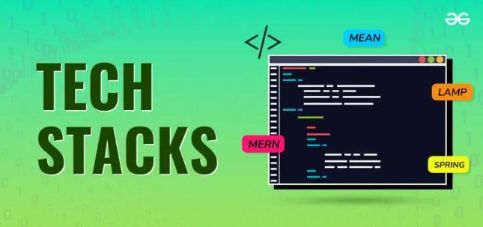 TECH
STACKS
</>
MEAN
LAMP
MERN
SPRING